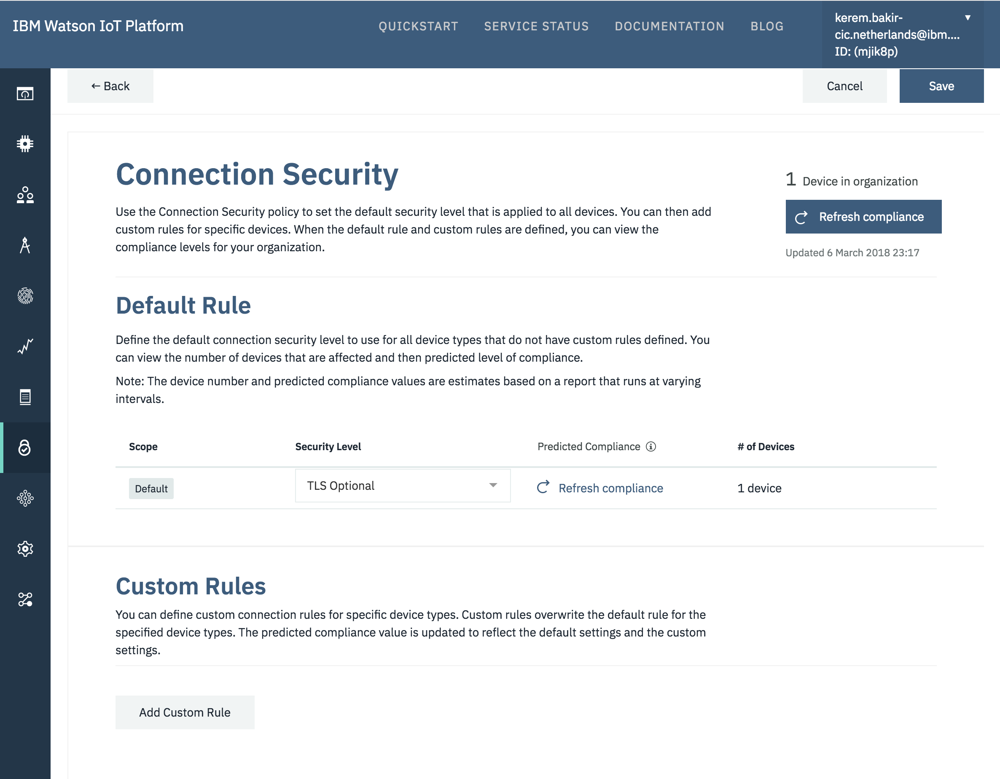 IBM Watson IoT Platform
QUICKSTART
SERVICE STATUS
DOCUMENTATION
BLOG
kerem.bakir-
cic.netherlands@ibm....
ID: (mjik8p)
← Back
Cancel
Save
Connection Security
Use the Connection Security policy to set the default security level that is applied to all devices. You can then add
custom rules for specific devices. When the default rule and custom rules are defined, you can view the
compliance levels for your organization.
1 Device in organization
Refresh compliance
Updated 6 March 2018 23:17
Default Rule
Define the default connection security level to use for all device types that do not have custom rules defined. You
can view the number of devices that are affected and then predicted level of compliance.
Note: The device number and predicted compliance values are estimates based on a report that runs at varying
intervals.
Scope
Security Level
Predicted Compliance
# of Devices
Default
TLS Optional
Refresh compliance
1 device
Custom Rules
You can define custom connection rules for specific device types. Custom rules overwrite the default rule for the
specified device types. The predicted compliance value is updated to reflect the default settings and the custom
settings.
Add Custom Rule